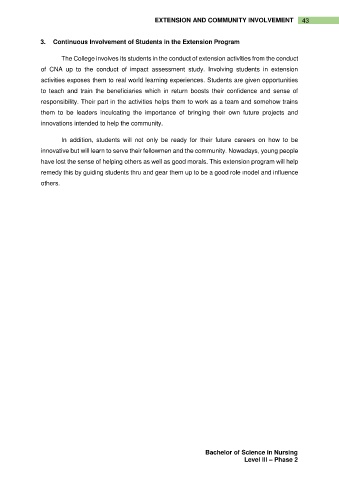 EXTENSION AND COMMUNITY INVOLVEMENT 43
3. Continuous Involvement of Students in the Extension Program
The College involves its students in the conduct of extension activities from the conduct
of CNA up to the conduct of impact assessment study. Involving students in extension
activities exposes them to real world learning experiences. Students are given opportunities
to teach and train the beneficiaries which in return boosts their confidence and sense of
responsibility. Their part in the activities helps them to work as a team and somehow trains
them to be leaders inculcating the importance of bringing their own future projects and
innovations intended to help the community.
In addition, students will not only be ready for their future careers on how to be
innovative but will learn to serve their fellowmen and the community. Nowadays, young people
have lost the sense of helping others as well as good morals. This extension program will help
remedy this by guiding students thru and gear them up to be a good role model and influence
others.
Bachelor of Science in Nursing
Level III – Phase 2